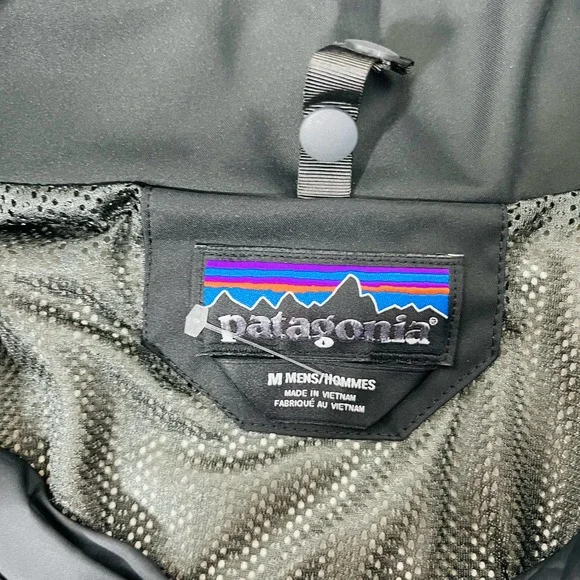 patagonia®
M MENS/HOMMES
MADE IN VIETNAM
FABRIQUÉ AU VIETNAM